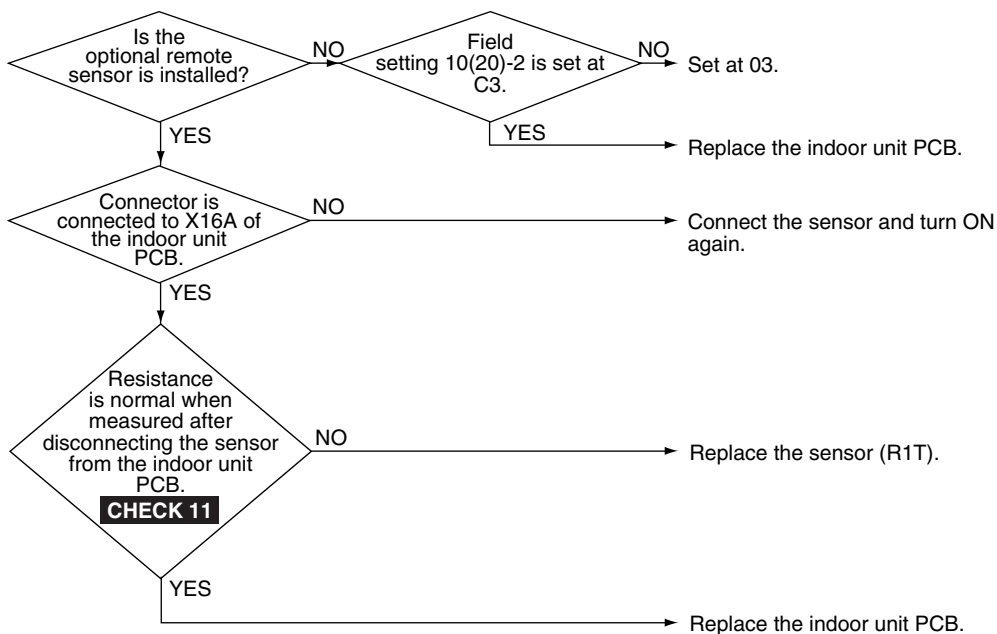 Is the
optional remote
sensor is installed?
NO
Field
setting 10(20)-2 is set at
C3.
NO
Set at 03.
YES
YES
Replace the indoor unit PCB.
Connector is
connected to X16A of
the indoor unit
PCB.
NO
Connect the sensor and turn ON
again.
YES
Resistance
is normal when
measured after
disconnecting the sensor
from the indoor unit
PCB.
CHECK 11
NO
Replace the sensor (R1T).
YES
Replace the indoor unit PCB.